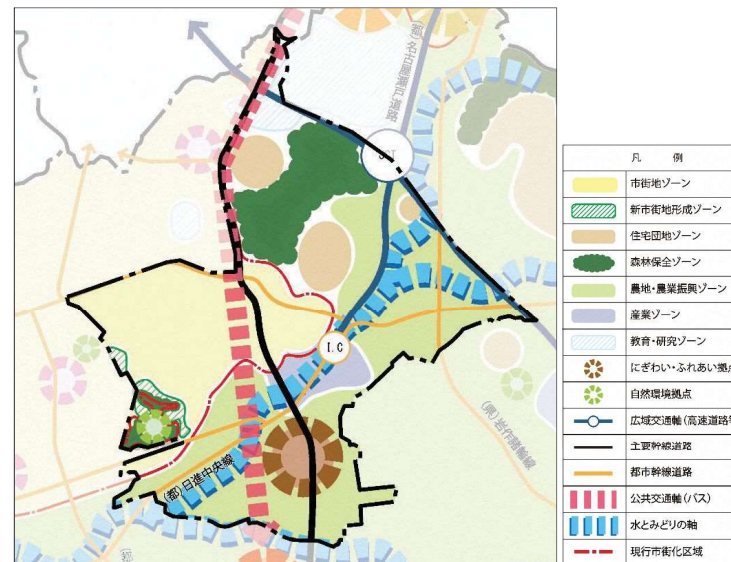 (都)名古屋瀬戸道路
JCT
I.C
(県)岩作諸輪線
(都)日進中央線
凡 例
市街地ゾーン
新市街地形成ゾーン
住宅団地ゾーン
森林保全ゾーン
農地・農業振興ゾーン
産業ゾーン
教育・研究ゾーン
にぎわい・ふれあい拠点
自然環境拠点
広域交通軸(高速道路等
主要幹線道路
都市幹線道路
公共交通軸(バス)
水とみどりの軸
現行市街化区域